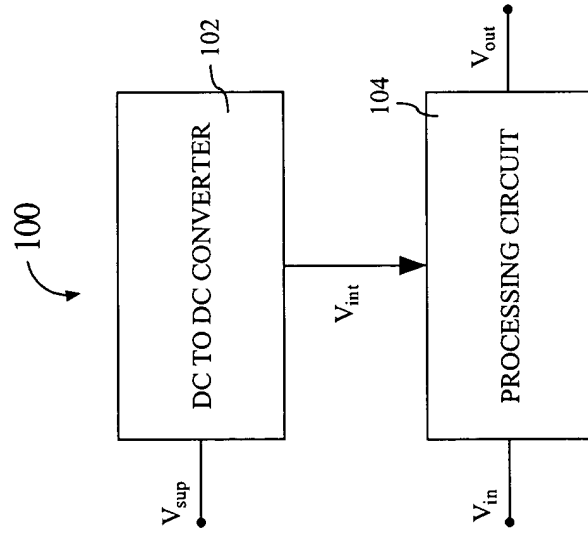 100
V_sup
DC TO DC CONVERTER
102
V_int
V_in
PROCESSING CIRCUIT
104
V_out